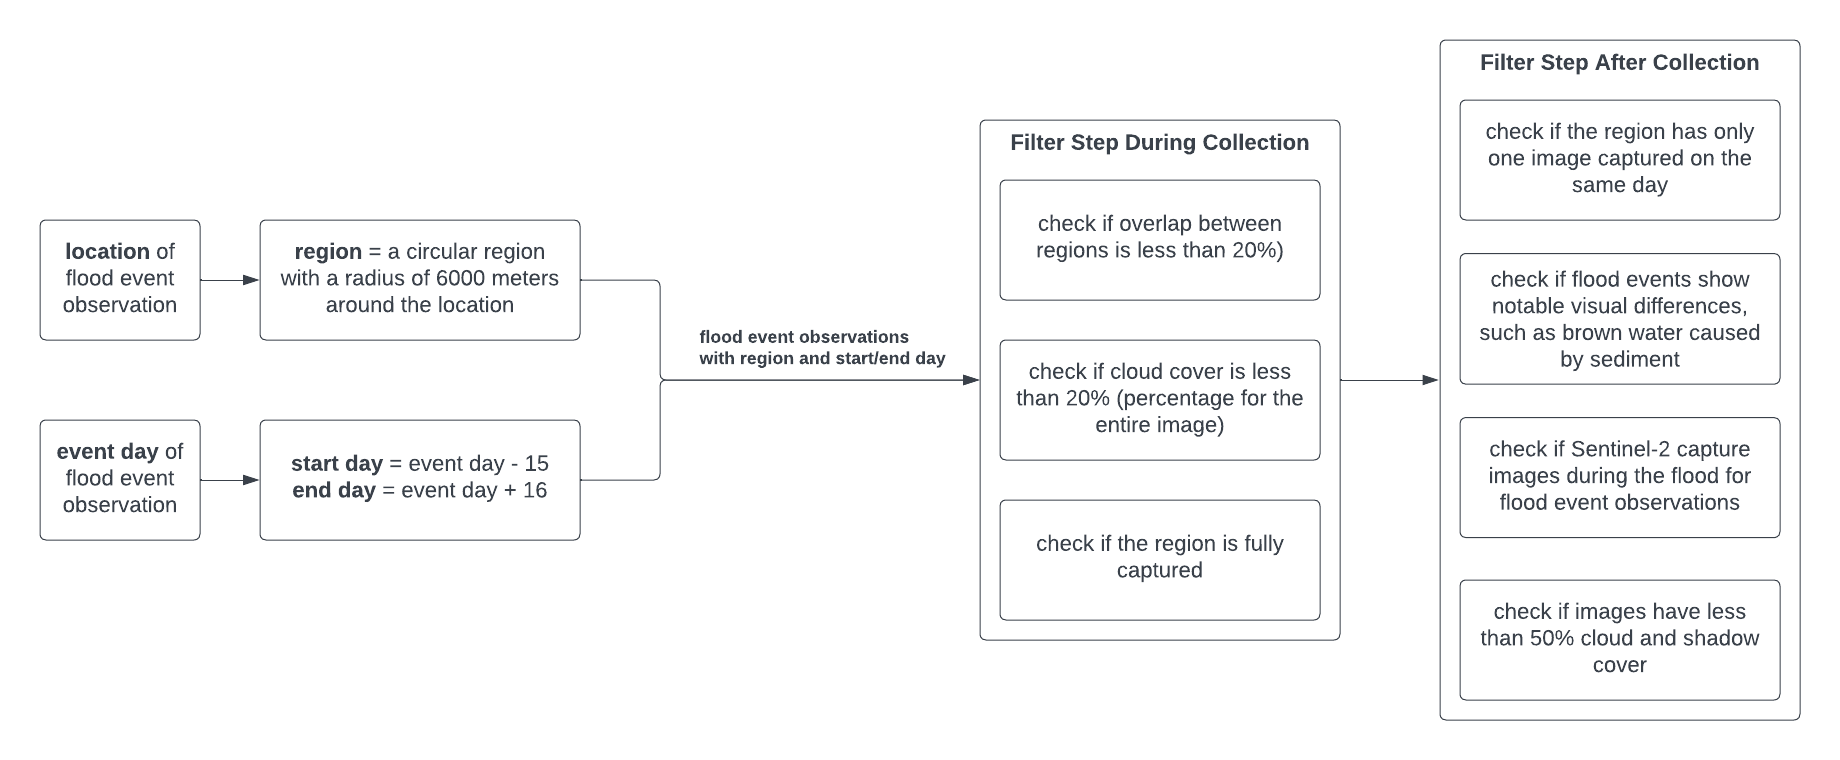 location of
flood event
observation
region = a circular region
with a radius of 6000 meters
around the location
event day of
flood event
observation
start day = event day - 15
end day = event day + 16
flood event observations
with region and start/end day
Filter Step During Collection
check if overlap between
regions is less than 20%)
check if cloud cover is less
than 20% (percentage for the
entire image)
check if the region is fully
captured
Filter Step After Collection
check if the region has only
one image captured on the
same day
check if flood events show
notable visual differences,
such as brown water caused
by sediment
check if Sentinel-2 capture
images during the flood for
flood event observations
check if images have less
than 50% cloud and shadow
cover